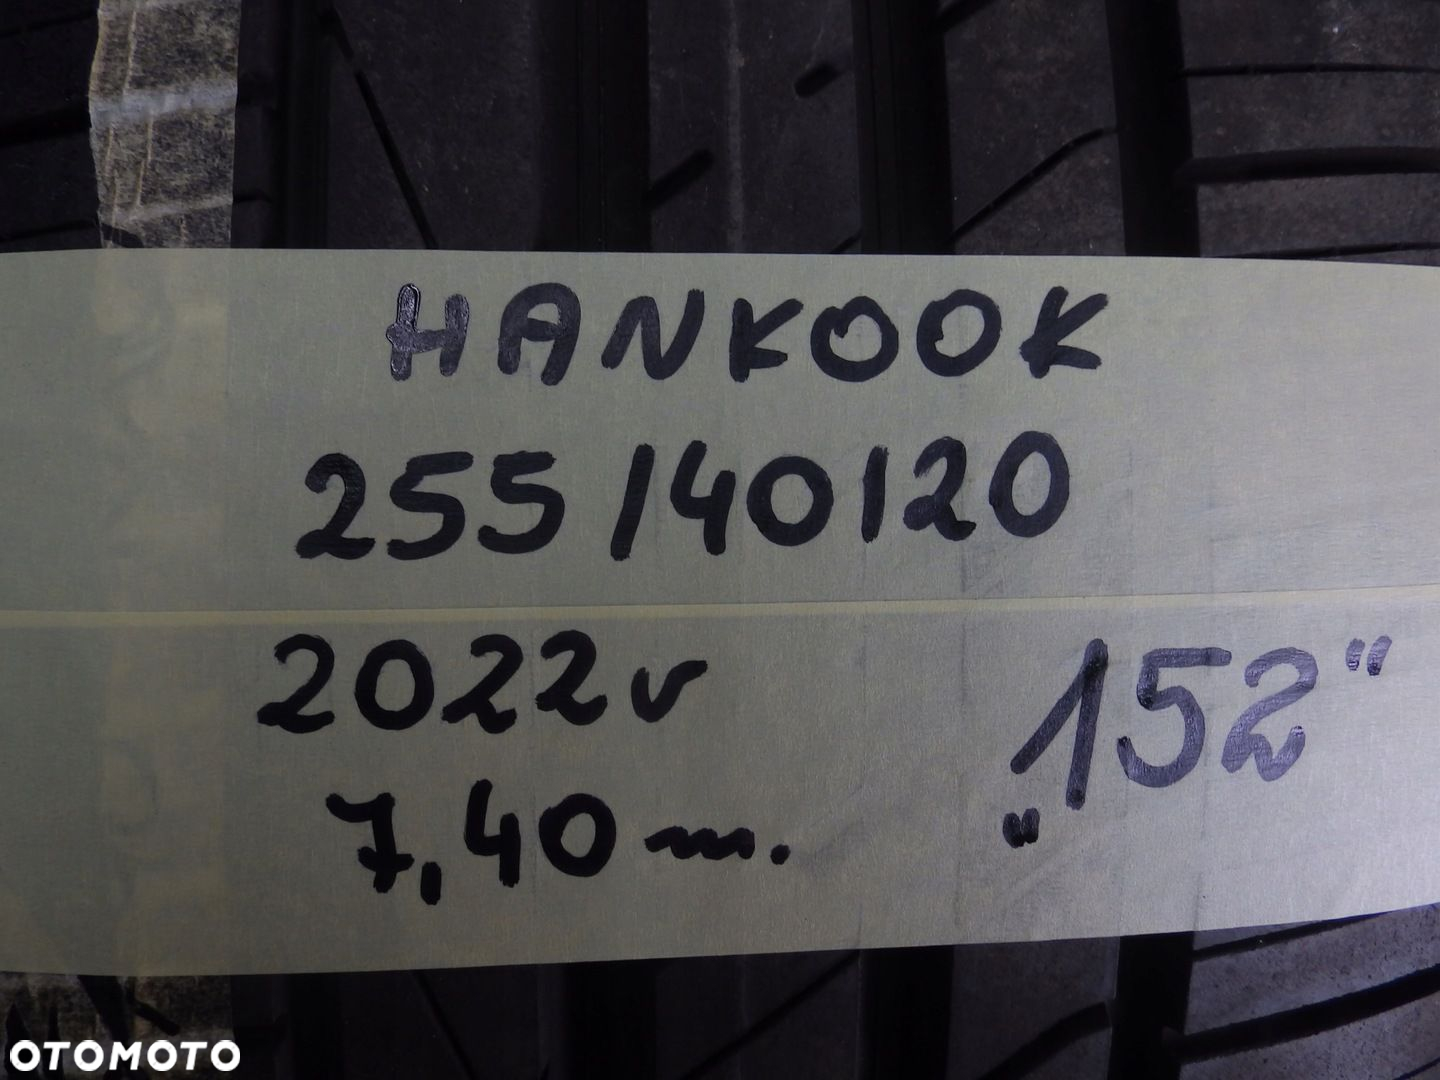 HANKOOK
255/40/20
2022r
7,40 m.
„152"
OTOMOTO